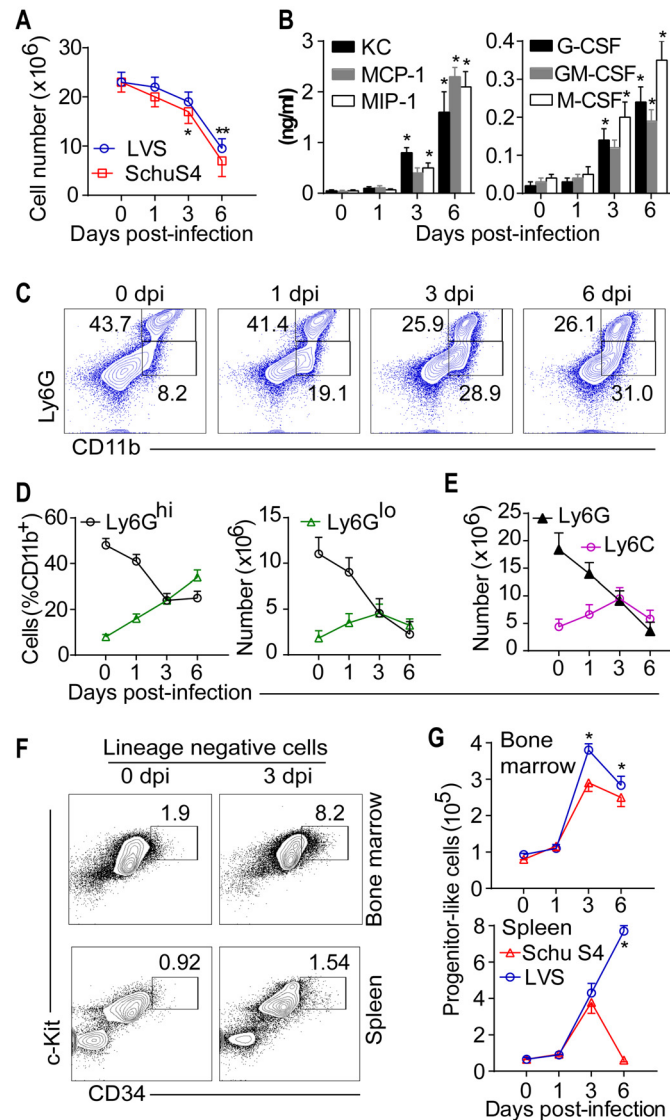 A
Cell number (x10⁶)
30
20
10
0
LVS
SchuS4
*
**
0 1 3 6
Days post-infection
B
(ng/ml)
3
2
1
0
KC
MCP-1
MIP-1
* * * * *
0 1 3 6
0.4
0.3
0.2
0.1
0.0
G-CSF
GM-CSF
M-CSF
* * * * *
0 1 3 6
Days post-infection
C
0 dpi 1 dpi 3 dpi 6 dpi
43.7 41.4 25.9 26.1
8.2 19.1 28.9 31.0
Ly6G
CD11b
D
Cells (%CD11b⁺)
60
40
20
0
Ly6Gʰⁱ
0 1 3 6
Number (x10⁶)
15
10
5
0
Ly6Gˡᵒ
0 1 3 6
Days post-infection
E
Number (x10⁶)
25
20
15
10
5
0
Ly6G
Ly6C
0 1 3 6
F
Lineage negative cells
0 dpi 3 dpi
1.9 8.2
Bone marrow
0.92 1.54
Spleen
c-Kit
CD34
G
Progenitor-like cells (10⁵)
Bone
marrow
4
3
2
1
0
* *
0 1 3 6
Spleen
Schu S4
LVS
8
6
4
2
0
*
0 1 3 6
Days post-infection